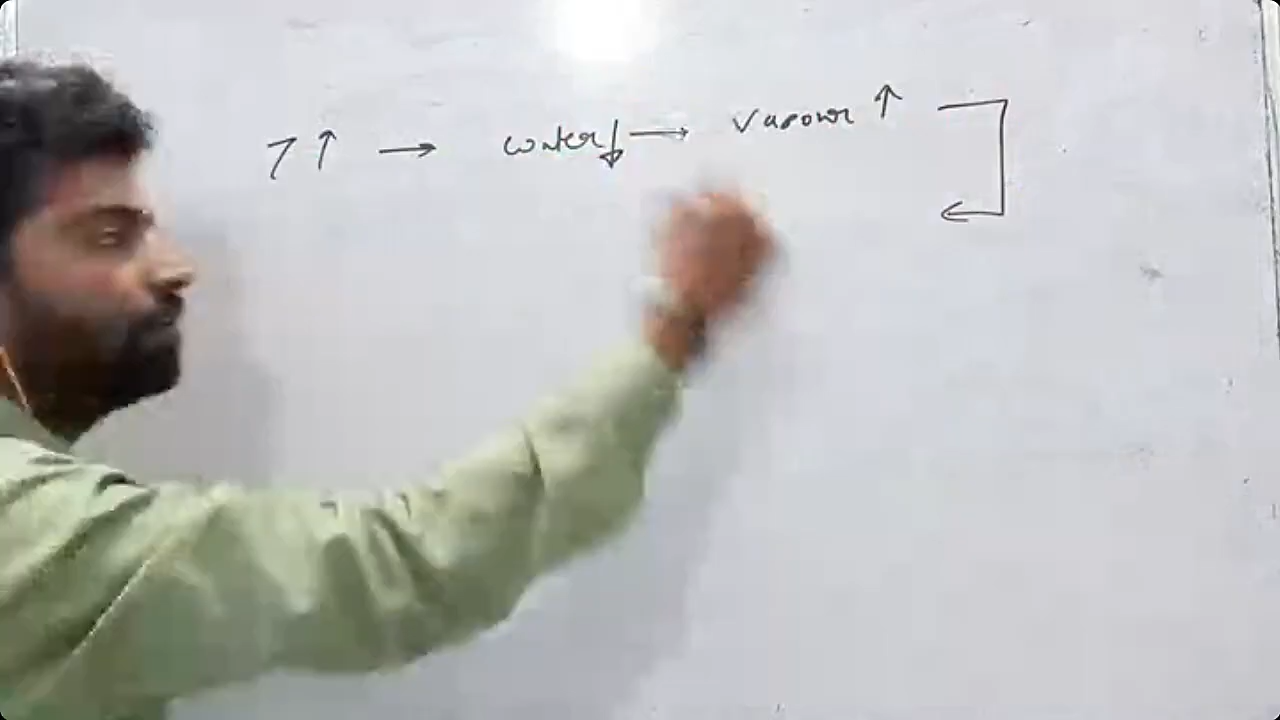 T ↑ → water ↓ → vapour ↑